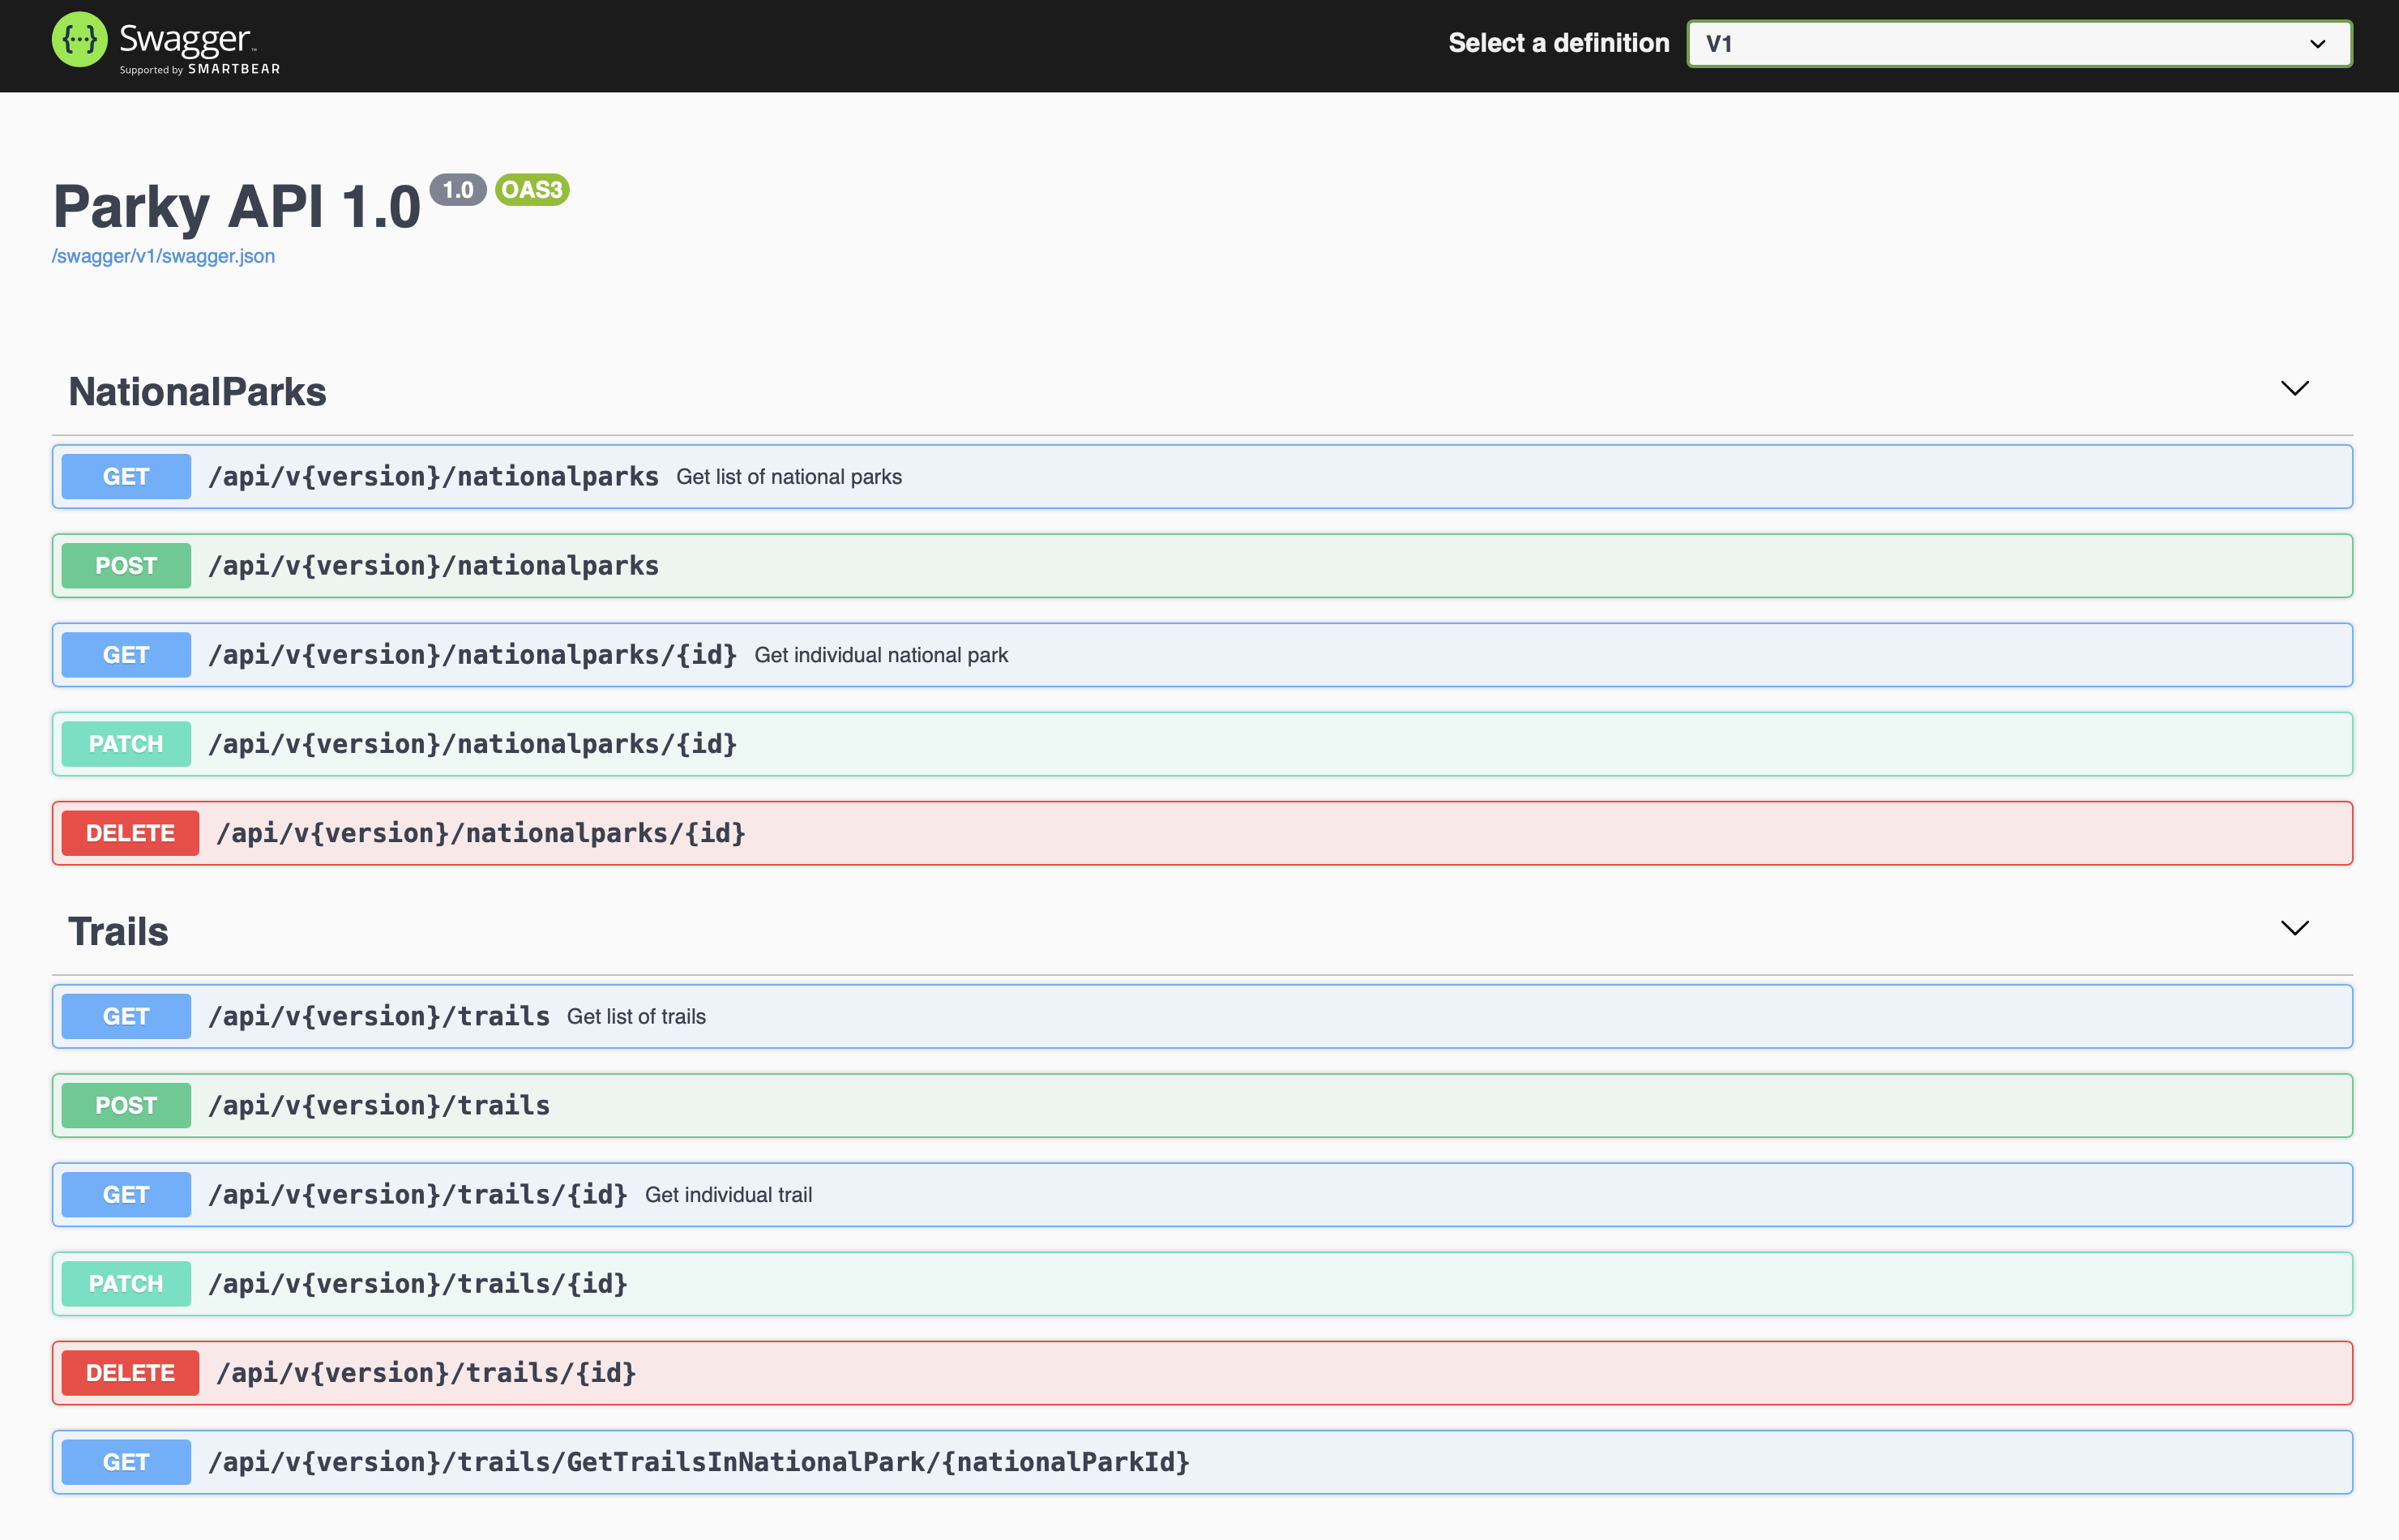 {···} Swagger™
Supported by SMARTBEAR
Select a definition V1
Parky API 1.0 1.0 OAS3
/swagger/v1/swagger.json
NationalParks
GET /api/v{version}/nationalparks Get list of national parks
POST /api/v{version}/nationalparks
GET /api/v{version}/nationalparks/{id} Get individual national park
PATCH /api/v{version}/nationalparks/{id}
DELETE /api/v{version}/nationalparks/{id}
Trails
GET /api/v{version}/trails Get list of trails
POST /api/v{version}/trails
GET /api/v{version}/trails/{id} Get individual trail
PATCH /api/v{version}/trails/{id}
DELETE /api/v{version}/trails/{id}
GET /api/v{version}/trails/GetTrailsInNationalPark/{nationalParkId}